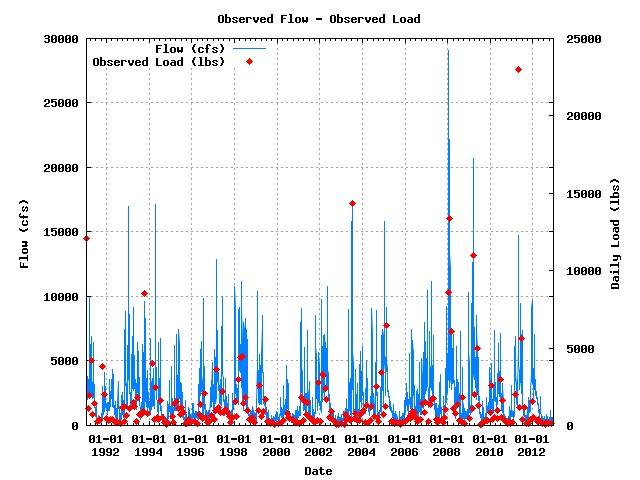 Observed Flow - Observed Load
Flow (cfs)
Observed Load (lbs)
30000
25000
20000
15000
10000
5000
0
Flow (cfs)
25000
20000
15000
10000
5000
0
Daily Load (lbs)
01-01 01-01 01-01 01-01 01-01 01-01 01-01 01-01 01-01 01-01 01-01
1992 1994 1996 1998 2000 2002 2004 2006 2008 2010 2012
Date